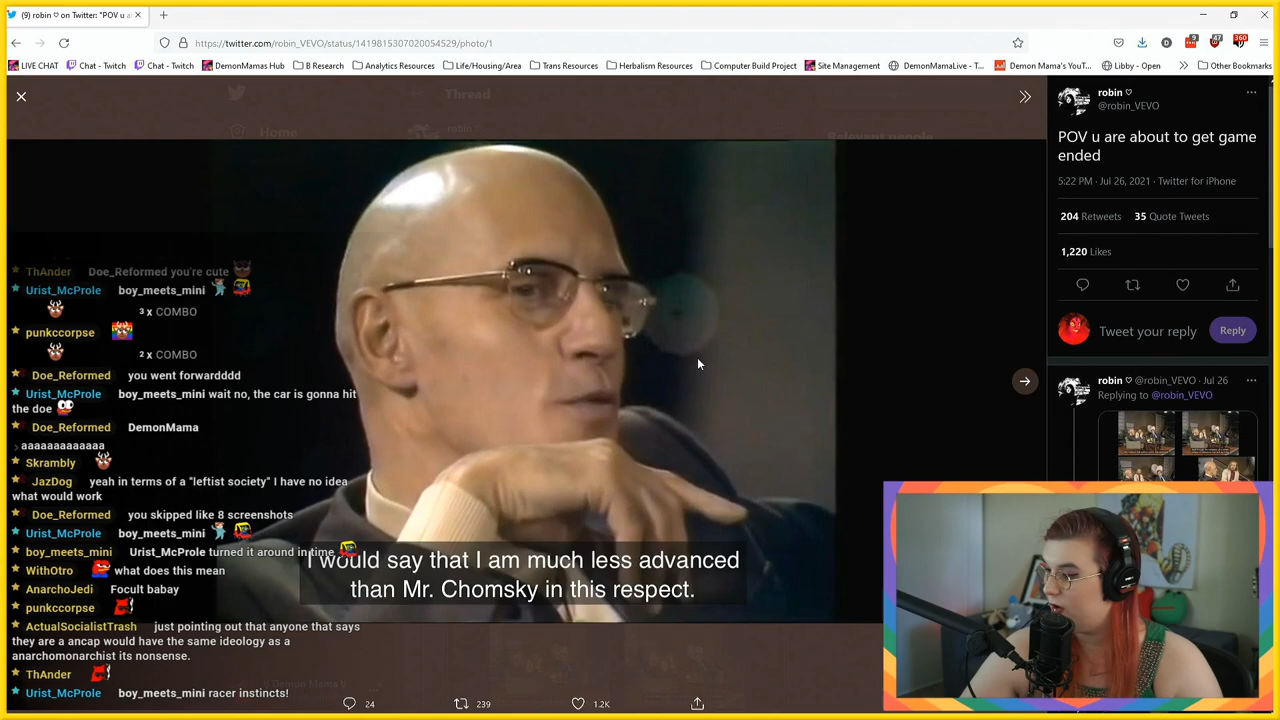 (9) robin ♡ on Twitter: "POV u a
https://twitter.com/robin_VEVO/status/1419815307020054529/photo/1
LIVE CHAT
Chat - Twitch
Chat - Twitch
DemonMamas Hub
B Research
Analytics Resources
Life/Housing/Area
Trans Resources
Herbalism Resources
Computer Build Project
Site Management
DemonMamaLive - T...
Demon Mama's YouT...
Libby - Open
Other Bookmarks
9
47
360
Thread
Home
robin
Relevant people
ThAnder Doe_Reformed you're cute
Urist_McProle boy_meets_mini
3 x COMBO
punkccorpse
2 x COMBO
Doe_Reformed you went forwardddd
Urist_McProle boy_meets_mini wait no, the car is gonna hit
the doe
Doe_Reformed DemonMama
aaaaaaaaaaaaa
Skrambly
JazDog yeah in terms of a "leftist society" I have no idea
what would work
Doe_Reformed you skipped like 8 screenshots
Urist_McProle boy_meets_mini
boy_meets_mini Urist_McProle turned it around in time
WithOtro what does this mean
AnarchoJedi Focult babay
punkccorpse
ActualSocialistTrash just pointing out that anyone that says
they are a ancap would have the same ideology as a
anarchomonarchist its nonsense.
ThAnder
Urist_McProle boy_meets_mini racer instincts!
I would say that I am much less advanced
than Mr. Chomsky in this respect.
24
239
1.2K
robin ♡
@robin_VEVO
POV u are about to get game
ended
5:22 PM · Jul 26, 2021 · Twitter for iPhone
204 Retweets 35 Quote Tweets
1,220 Likes
Tweet your reply
Reply
robin ♡ @robin_VEVO · Jul 26
Replying to @robin_VEVO